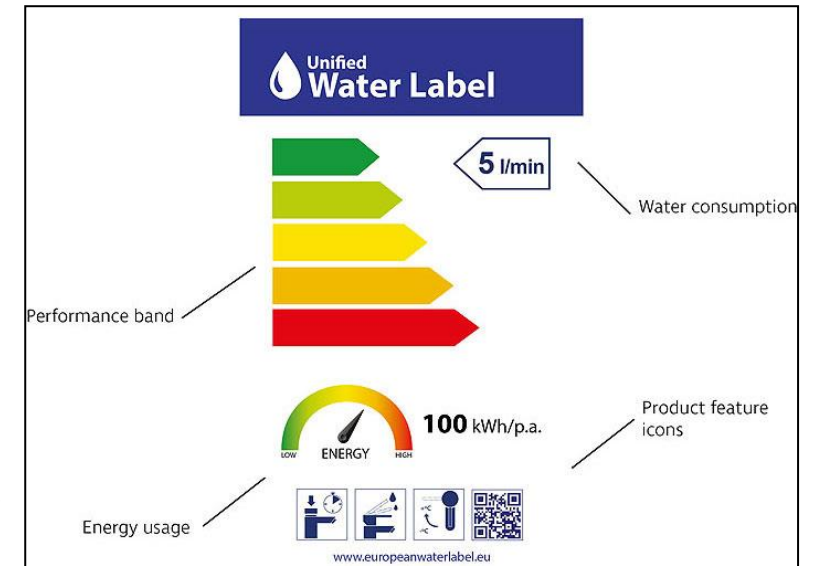 Unified
Water Label
5 l/min
Water consumption
Performance band
100 kWh/p.a.
LOW ENERGY HIGH
Product feature
icons
Energy usage
www.europeanwaterlabel.eu